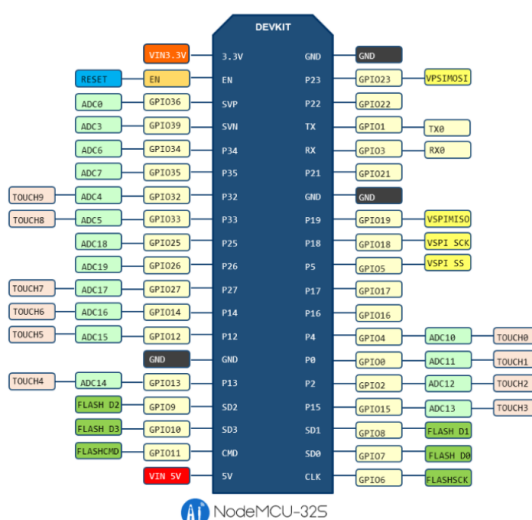 DEVKIT
VIN3.3V 3.3V GND GND
RESET EN EN P23 GPIO23 VPSIMOSI
ADC0 GPIO36 SVP P22 GPIO22
ADC3 GPIO39 SVN TX GPIO1 TX0
ADC6 GPIO34 P34 RX GPIO3 RX0
ADC7 GPIO35 P35 P21 GPIO21
TOUCH9 ADC4 GPIO32 P32 GND GND
TOUCH8 ADC5 GPIO33 P33 P19 GPIO19 VSPIMISO
ADC18 GPIO25 P25 P18 GPIO18 VSPI SCK
ADC19 GPIO26 P26 P5 GPIO5 VSPI SS
TOUCH7 ADC17 GPIO27 P27 P17 GPIO17
TOUCH6 ADC16 GPIO14 P14 P16 GPIO16
TOUCH5 ADC15 GPIO12 P12 P4 GPIO4 ADC10 TOUCH0
GND GND P0 GPIO0 ADC11 TOUCH1
TOUCH4 ADC14 GPIO13 P13 P2 GPIO2 ADC12 TOUCH2
FLASH D2 GPIO9 SD2 P15 GPIO15 ADC13 TOUCH3
FLASH D3 GPIO10 SD3 SD1 GPIO8 FLASH D1
FLASHCMD GPIO11 CMD SD0 GPIO7 FLASH D0
VIN 5V 5V CLK GPIO6 FLASHSCK
Ai NodeMCU-32S